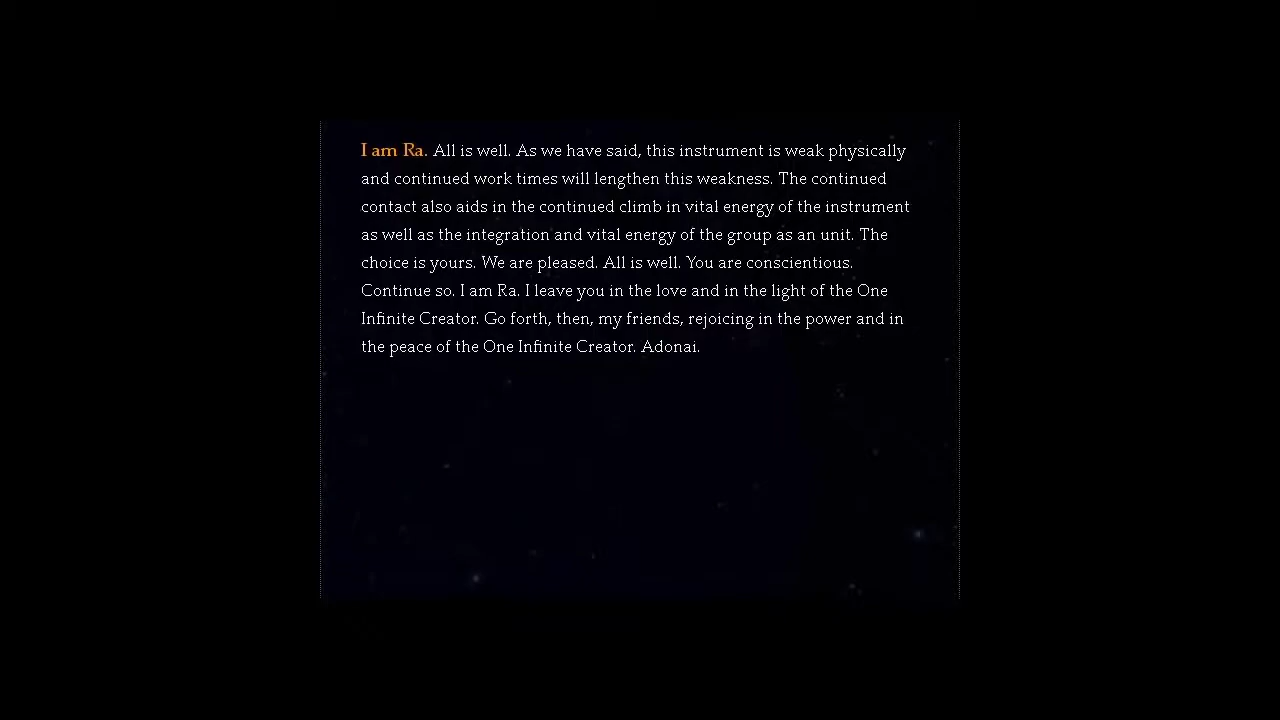 I am Ra. All is well. As we have said, this instrument is weak physically
and continued work times will lengthen this weakness. The continued
contact also aids in the continued climb in vital energy of the instrument
as well as the integration and vital energy of the group as an unit. The
choice is yours. We are pleased. All is well. You are conscientious.
Continue so. I am Ra. I leave you in the love and in the light of the One
Infinite Creator. Go forth, then, my friends, rejoicing in the power and in
the peace of the One Infinite Creator. Adonai.